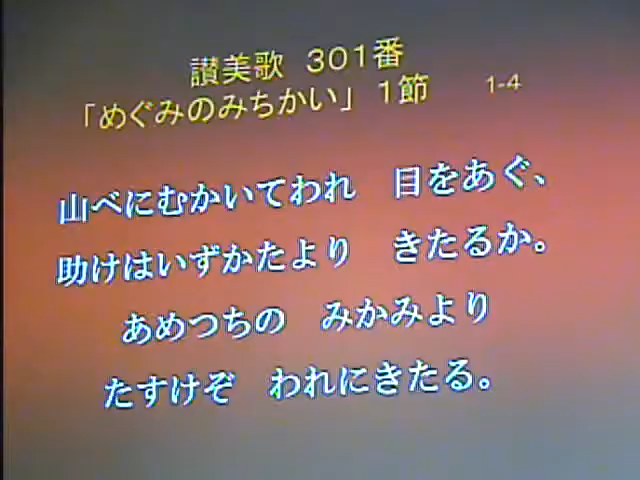 讃美歌 301番
「めぐみのみちかい」 1節 1-4
山べにむかいてわれ 目をあぐ、
助けはいずかたより きたるか。
あめつちの みかみより
たすけぞ われにきたる。